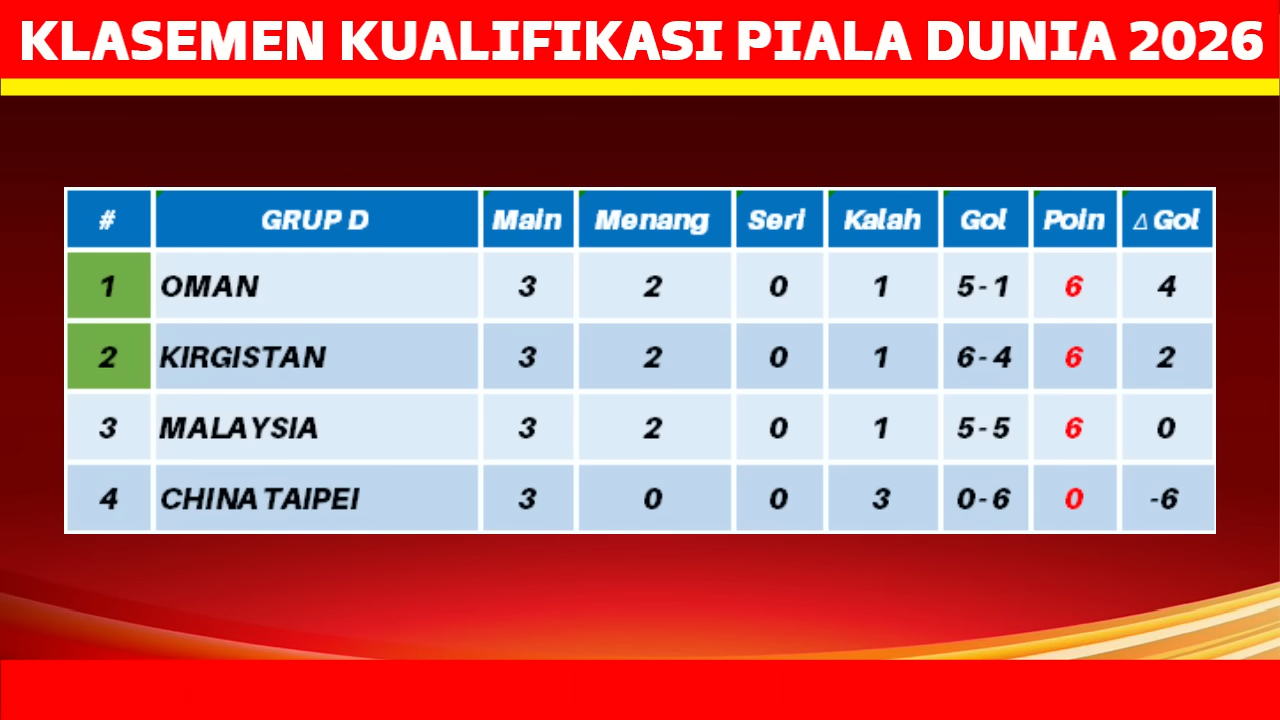 KLASEMEN KUALIFIKASI PIALA DUNIA 2026
# GRUP D Main Menang Seri Kalah Gol Poin Δ Gol
1 OMAN 3 2 0 1 5-1 6 4
2 KIRGISTAN 3 2 0 1 6-4 6 2
3 MALAYSIA 3 2 0 1 5-5 6 0
4 CHINA TAIPEI 3 0 0 3 0-6 0 -6